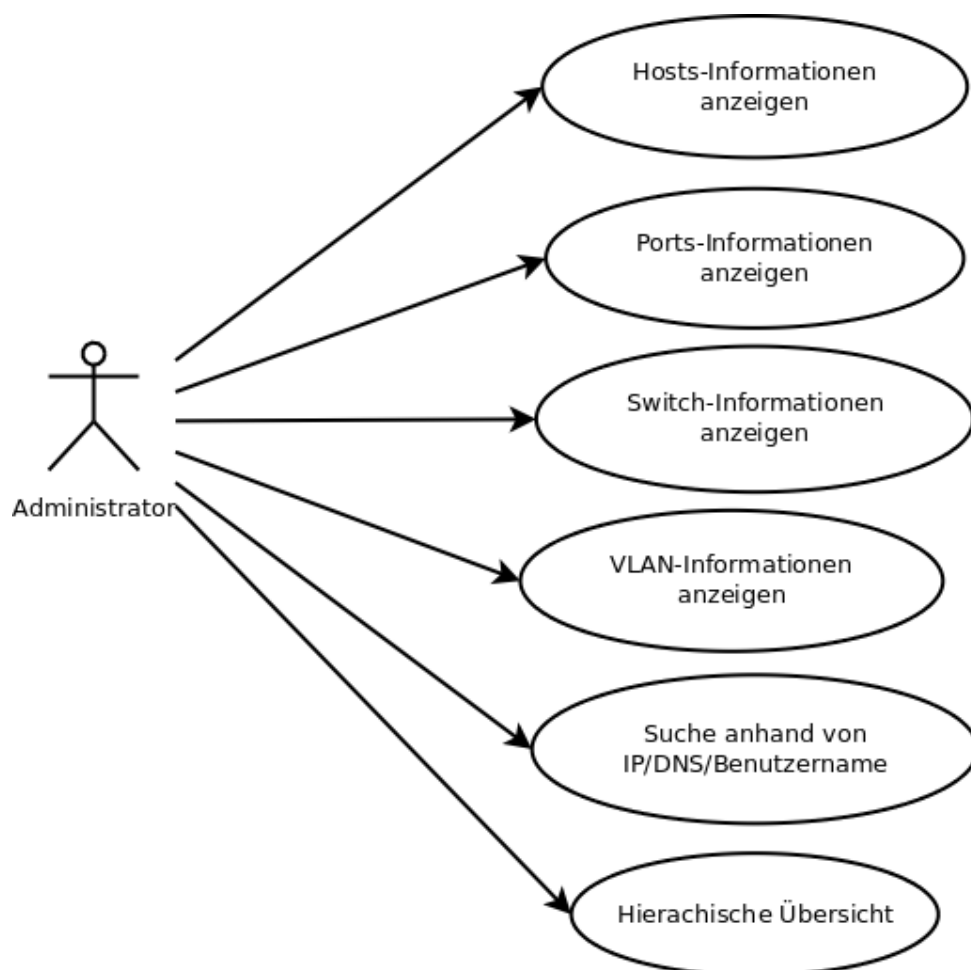 Hosts-Informationen
anzeigen
Ports-Informationen
anzeigen
Switch-Informationen
anzeigen
Administrator
VLAN-Informationen
anzeigen
Suche anhand von
IP/DNS/Benutzername
Hierachische Übersicht